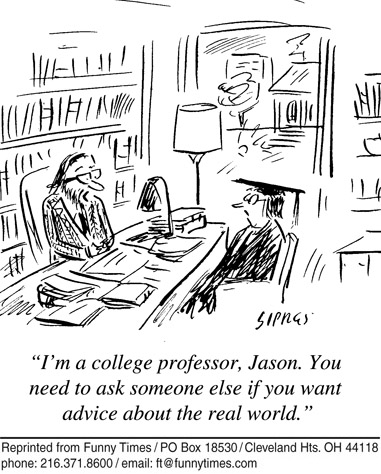 SIPRESS
“I’m a college professor, Jason. You
need to ask someone else if you want
advice about the real world.”
Reprinted from Funny Times / PO Box 18530 / Cleveland Hts. OH 44118
phone: 216.371.8600 / email: ft@funnytimes.com